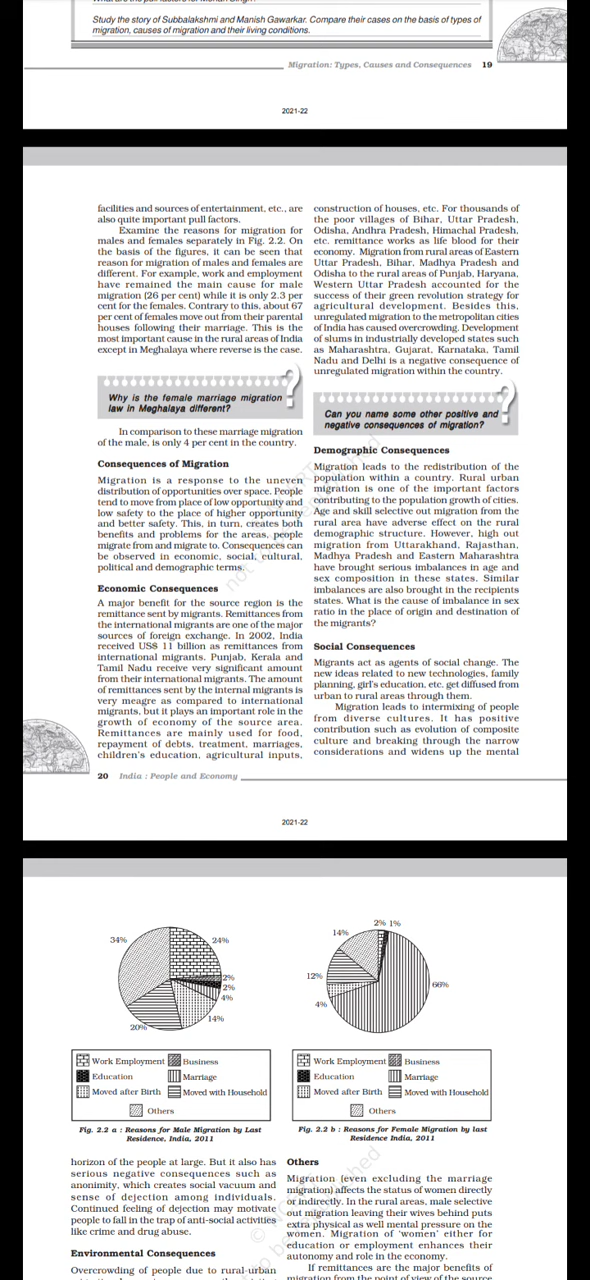 Study the story of Subbalakshmi and Manish Gawarkar. Compare their cases on the basis of types of
migration, causes of migration and their living conditions.
Migration: Types, Causes and Consequences 19
2021-22
facilities and sources of entertainment, etc., are
also quite important pull factors.
Examine the reasons for migration for
males and females separately in Fig. 2.2. On
the basis of the figures, it can be seen that
reason for migration of males and females are
different. For example, work and employment
have remained the main cause for male
migration (26 per cent) while it is only 2.3 per
cent for the females. Contrary to this, about 67
per cent of females move out from their parental
houses following their marriage. This is the
most important cause in the rural areas of India
except in Meghalaya where reverse is the case.
Why is the female marriage migration
law in Meghalaya different?
?
In comparison to these marriage migration
of the male, is only 4 per cent in the country.
Consequences of Migration
Migration is a response to the uneven
distribution of opportunities over space. People
tend to move from place of low opportunity and
low safety to the place of higher opportunity
and better safety. This, in turn, creates both
benefits and problems for the areas, people
migrate from and migrate to. Consequences can
be observed in economic, social, cultural,
political and demographic terms.
Economic Consequences
A major benefit for the source region is the
remittance sent by migrants. Remittances from
the international migrants are one of the major
sources of foreign exchange. In 2002, India
received US$ 11 billion as remittances from
international migrants. Punjab, Kerala and
Tamil Nadu receive very significant amount
from their international migrants. The amount
of remittances sent by the internal migrants is
very meagre as compared to international
migrants, but it plays an important role in the
growth of economy of the source area.
Remittances are mainly used for food,
repayment of debts, treatment, marriages,
children's education, agricultural inputs,
construction of houses, etc. For thousands of
the poor villages of Bihar, Uttar Pradesh,
Odisha, Andhra Pradesh, Himachal Pradesh,
etc. remittance works as life blood for their
economy. Migration from rural areas of Eastern
Uttar Pradesh, Bihar, Madhya Pradesh and
Odisha to the rural areas of Punjab, Haryana,
Western Uttar Pradesh accounted for the
success of their green revolution strategy for
agricultural development. Besides this,
unregulated migration to the metropolitan cities
of India has caused overcrowding. Development
of slums in industrially developed states such
as Maharashtra, Gujarat, Karnataka, Tamil
Nadu and Delhi is a negative consequence of
unregulated migration within the country.
Can you name some other positive and
negative consequences of migration?
?
Demographic Consequences
Migration leads to the redistribution of the
population within a country. Rural urban
migration is one of the important factors
contributing to the population growth of cities.
Age and skill selective out migration from the
rural area have adverse effect on the rural
demographic structure. However, high out
migration from Uttarakhand, Rajasthan,
Madhya Pradesh and Eastern Maharashtra
have brought serious imbalances in age and
sex composition in these states. Similar
imbalances are also brought in the recipients
states. What is the cause of imbalance in sex
ratio in the place of origin and destination of
the migrants?
Social Consequences
Migrants act as agents of social change. The
new ideas related to new technologies, family
planning, girl's education, etc. get diffused from
urban to rural areas through them.
Migration leads to intermixing of people
from diverse cultures. It has positive
contribution such as evolution of composite
culture and breaking through the narrow
considerations and widens up the mental
20 India : People and Economy
2021-22
34%
24%
2%
2%
4%
14%
20%
Work Employment Business
Education Marriage
Moved after Birth Moved with Household
Others
Fig. 2.2 a : Reasons for Male Migration by Last
Residence, India, 2011
2% 1%
14%
12%
4%
66%
Work Employment Business
Education Marriage
Moved after Birth Moved with Household
Others
Fig. 2.2 b : Reasons for Female Migration by last
Residence India, 2011
horizon of the people at large. But it also has
serious negative consequences such as
anonimity, which creates social vacuum and
sense of dejection among individuals.
Continued feeling of dejection may motivate
people to fall in the trap of anti-social activities
like crime and drug abuse.
Environmental Consequences
Overcrowding of people due to rural-urban
Others
Migration (even excluding the marriage
migration) affects the status of women directly
or indirectly. In the rural areas, male selective
out migration leaving their wives behind puts
extra physical as well mental pressure on the
women. Migration of 'women' either for
education or employment enhances their
autonomy and role in the economy.
If remittances are the major benefits of
migration from the point of view of the source